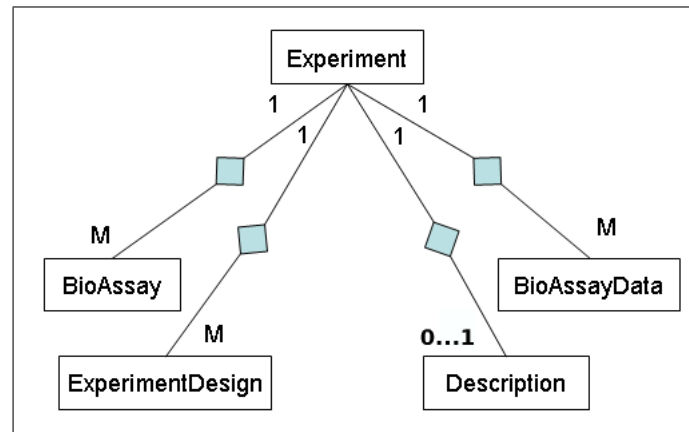 Experiment
1
1
1
1
M
M
BioAssay
BioAssayData
M
0...1
ExperimentDesign
Description